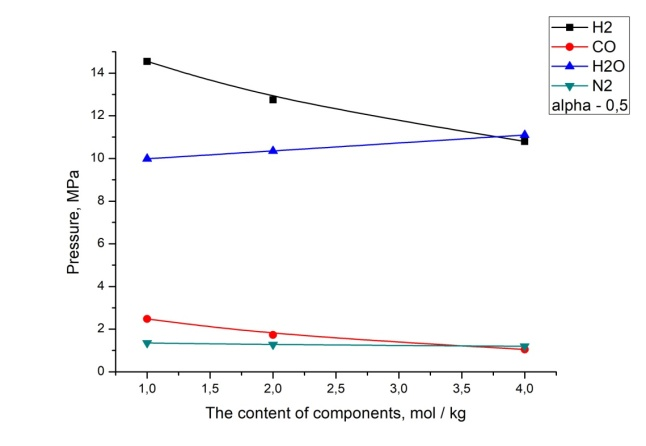 H2
CO
H2O
N2
alpha - 0,5
14
12
10
8
6
4
2
0
Pressure, MPa
1,0 1,5 2,0 2,5 3,0 3,5 4,0
The content of components, mol / kg